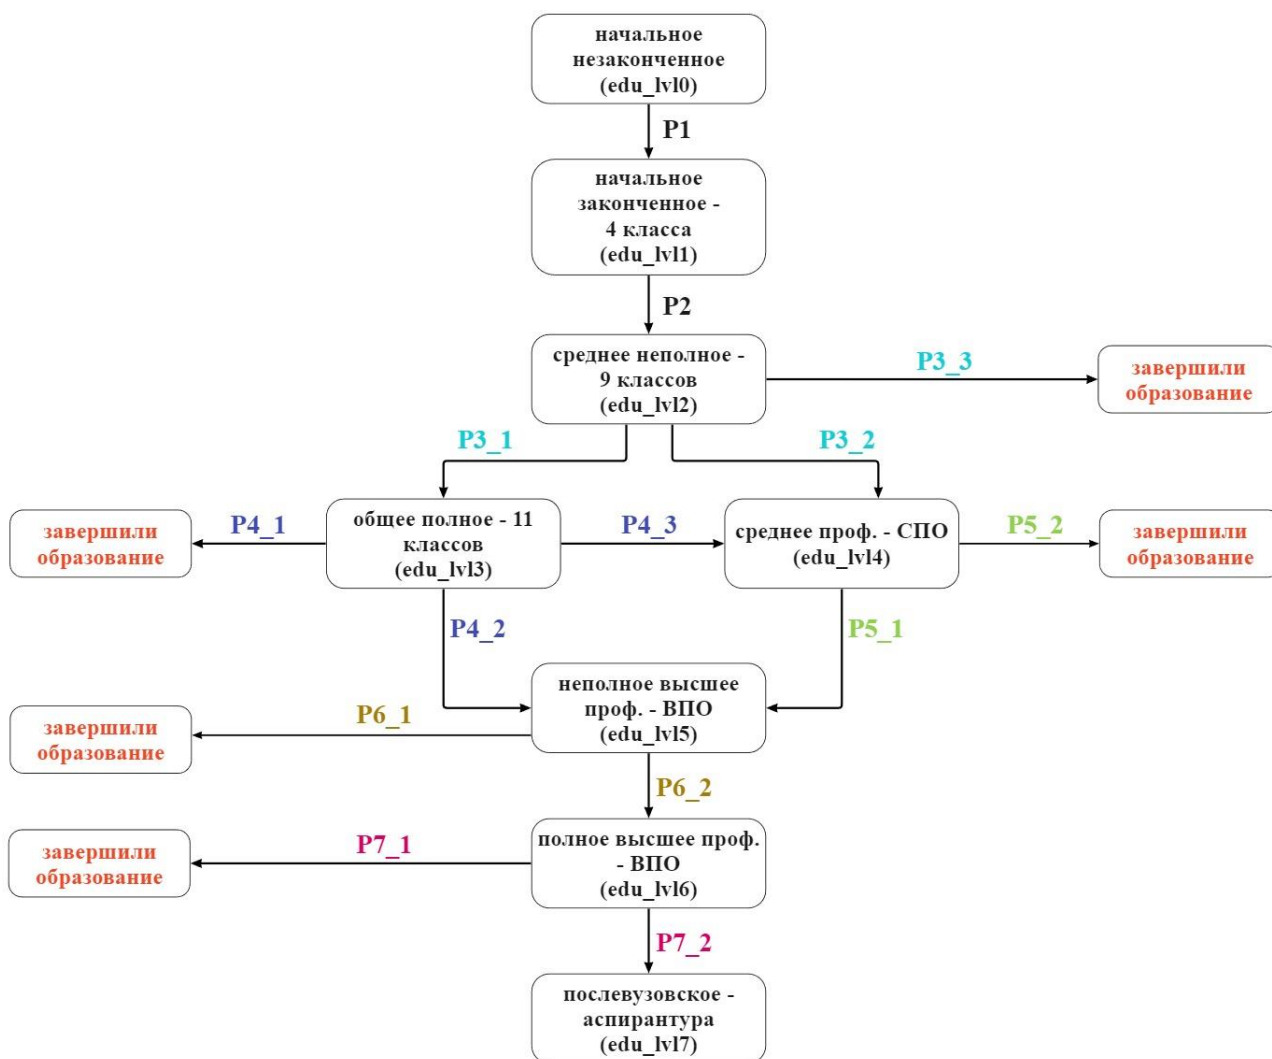 начальное
незаконченное
(edu_lvl0)
P1
начальное
законченное -
4 класса
(edu_lvl1)
P2
среднее неполное -
9 классов
(edu_lvl2)
P3_3
завершили
образование
P3_1
P3_2
завершили
образование
P4_1
общее полное - 11
классов
(edu_lvl3)
P4_3
среднее проф. - СПО
(edu_lvl4)
P5_2
завершили
образование
P4_2
P5_1
неполное высшее
проф. - ВПО
(edu_lvl5)
P6_1
завершили
образование
P6_2
полное высшее проф.
- ВПО
(edu_lvl6)
P7_1
завершили
образование
P7_2
послевузовское -
аспирантура
(edu_lvl7)